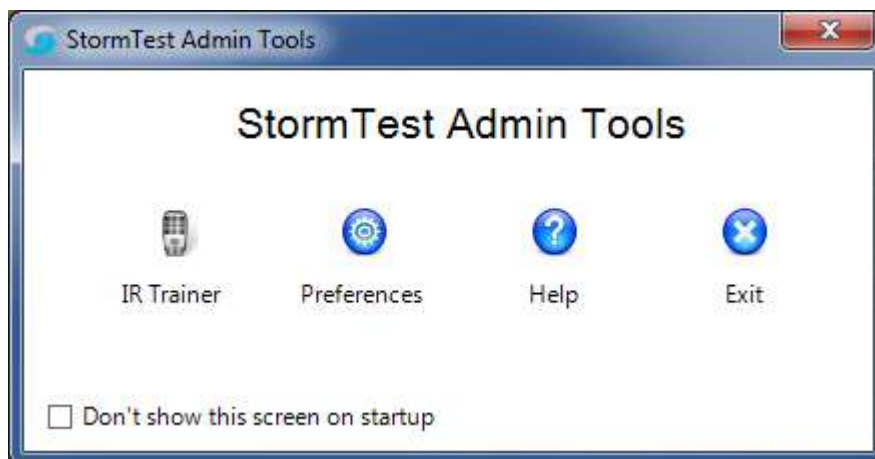 StormTest Admin Tools
StormTest Admin Tools
IR Trainer Preferences Help Exit
Don't show this screen on startup